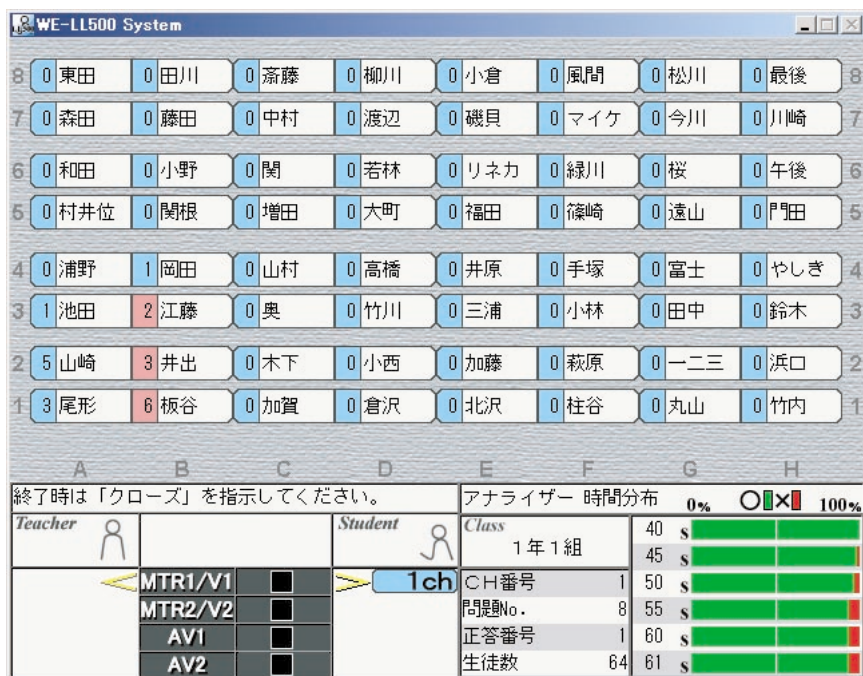 WE-LL500 System
8 0 東田 0 田川 0 斎藤 0 柳川 0 小倉 0 風間 0 松川 0 最後 8
7 0 森田 0 藤田 0 中村 0 渡辺 0 磯貝 0 マイケ 0 今川 0 川崎 7
6 0 和田 0 小野 0 関 0 若林 0 リネカ 0 緑川 0 桜 0 午後 6
5 0 村井位 0 関根 0 増田 0 大町 0 福田 0 篠崎 0 遠山 0 門田 5
4 0 浦野 1 岡田 0 山村 0 高橋 0 井原 0 手塚 0 富士 0 やしき 4
3 1 池田 2 江藤 0 奥 0 竹川 0 三浦 0 小林 0 田中 0 鈴木 3
2 5 山崎 3 井出 0 木下 0 小西 0 加藤 0 萩原 0 一二三 0 浜口 2
1 3 尾形 6 板谷 0 加賀 0 倉沢 0 北沢 0 柱谷 0 丸山 0 竹内 1
A B C D E F G H
終了時は「クローズ」を指示してください。
アナライザー 時間分布 0% ○ × 100%
Teacher
Student
MTR1/V1
MTR2/V2
AV1
AV2
1ch
Class
1年1組
CH番号 1
問題No. 8
正答番号 1
生徒数 64
40 s
45 s
50 s
55 s
60 s
61 s